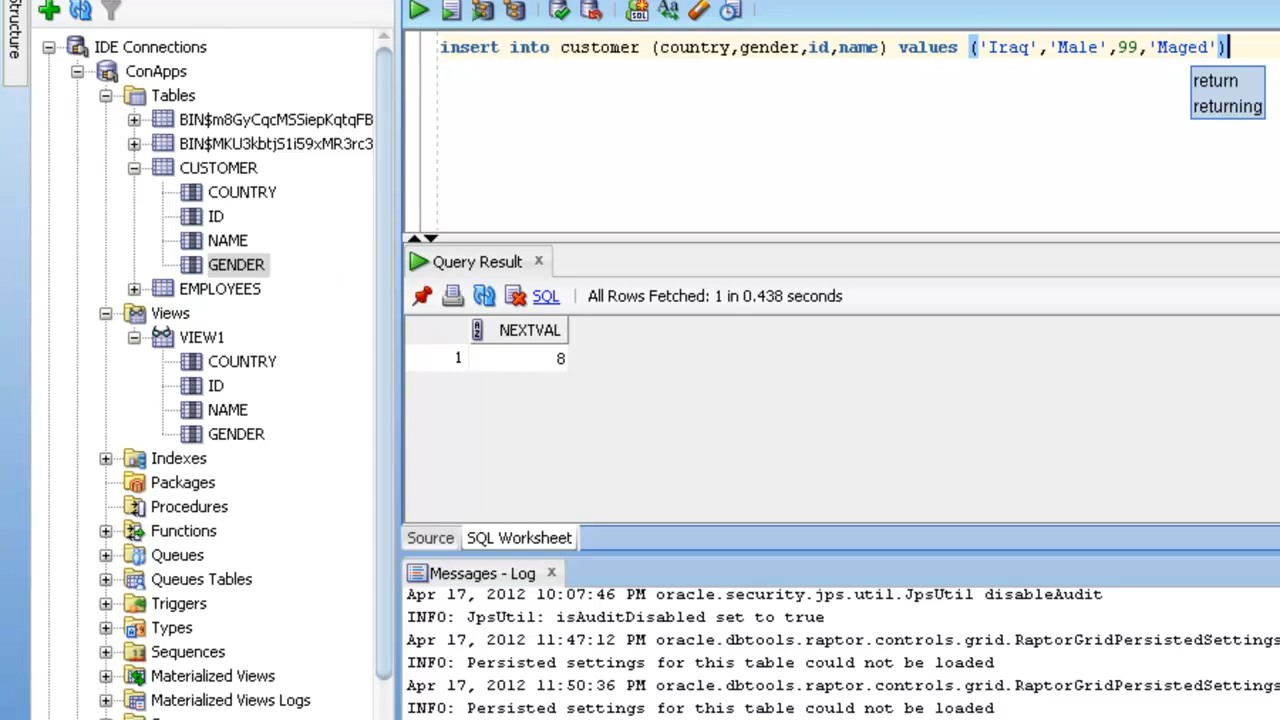 Structure
IDE Connections
ConApps
Tables
BIN$m8GyCqcMSSiepKqtqFB
BIN$MKU3kbtjS1i59xMR3rc3
CUSTOMER
COUNTRY
ID
NAME
GENDER
EMPLOYEES
Views
VIEW1
COUNTRY
ID
NAME
GENDER
Indexes
Packages
Procedures
Functions
Queues
Queues Tables
Triggers
Types
Sequences
Materialized Views
Materialized Views Logs
insert into customer (country,gender,id,name) values ('Iraq','Male',99,'Maged')
return
returning
Query Result
SQL All Rows Fetched: 1 in 0.438 seconds
NEXTVAL
1 8
Source SQL Worksheet
Messages - Log
Apr 17, 2012 10:07:46 PM oracle.security.jps.util.JpsUtil disableAudit
INFO: JpsUtil: isAuditDisabled set to true
Apr 17, 2012 11:47:12 PM oracle.dbtools.raptor.controls.grid.RaptorGridPersistedSettings
INFO: Persisted settings for this table could not be loaded
Apr 17, 2012 11:50:36 PM oracle.dbtools.raptor.controls.grid.RaptorGridPersistedSettings
INFO: Persisted settings for this table could not be loaded